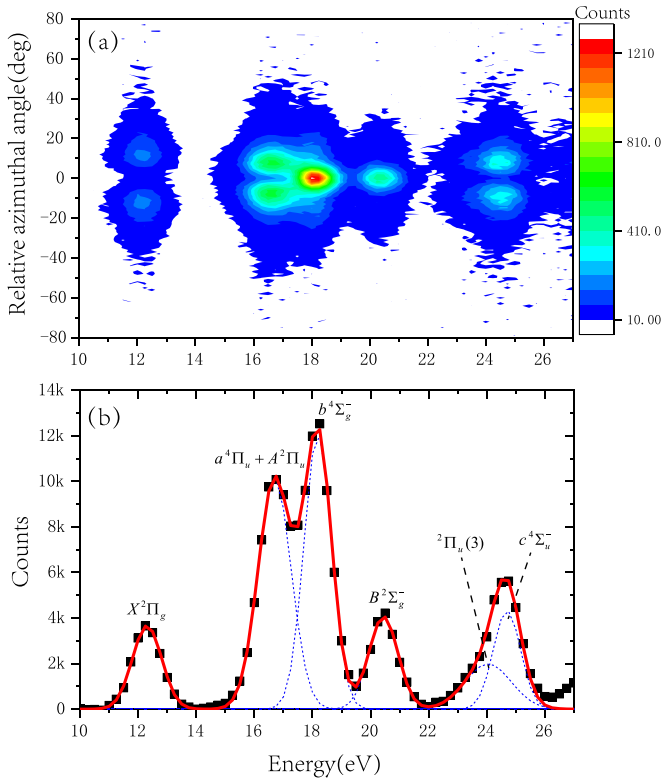 Counts
(a)
Relative azimuthal angle(deg)
80
60
40
20
0
-20
-40
-60
-80
10 12 14 16 18 20 22 24 26
1210
810.0
410.0
10.00
(b)
Counts
14k
12k
10k
8k
6k
4k
2k
0
b⁴Σg⁻
a⁴Πu + A²Πu
²Πu(3)
c⁴Σu⁻
X²Πg
B²Σg⁻
10 12 14 16 18 20 22 24 26
Energy(eV)